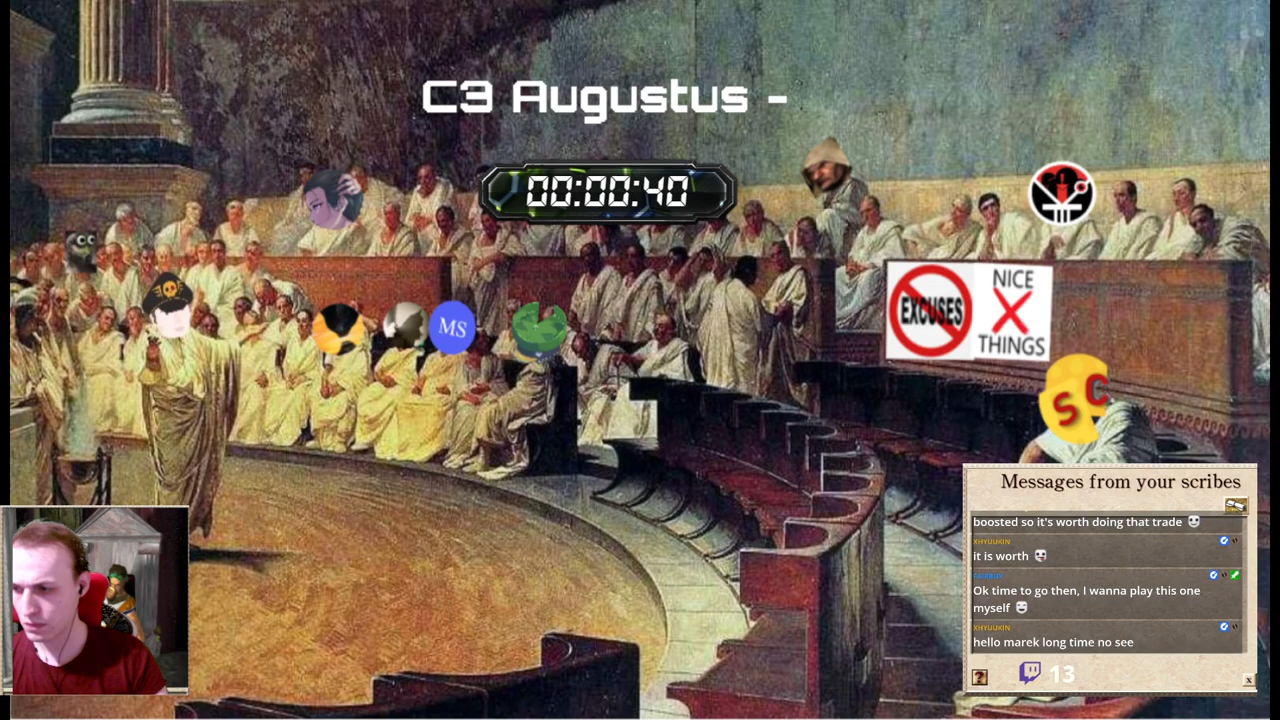 C3 Augustus -
00:00:40
EXCUSES
NICE
THINGS
MS
S C
Messages from your scribes
boosted so it's worth doing that trade
XHYUUKIN
it is worth
Ok time to go then, I wanna play this one
myself
XHYUUKIN
hello marek long time no see
13
x